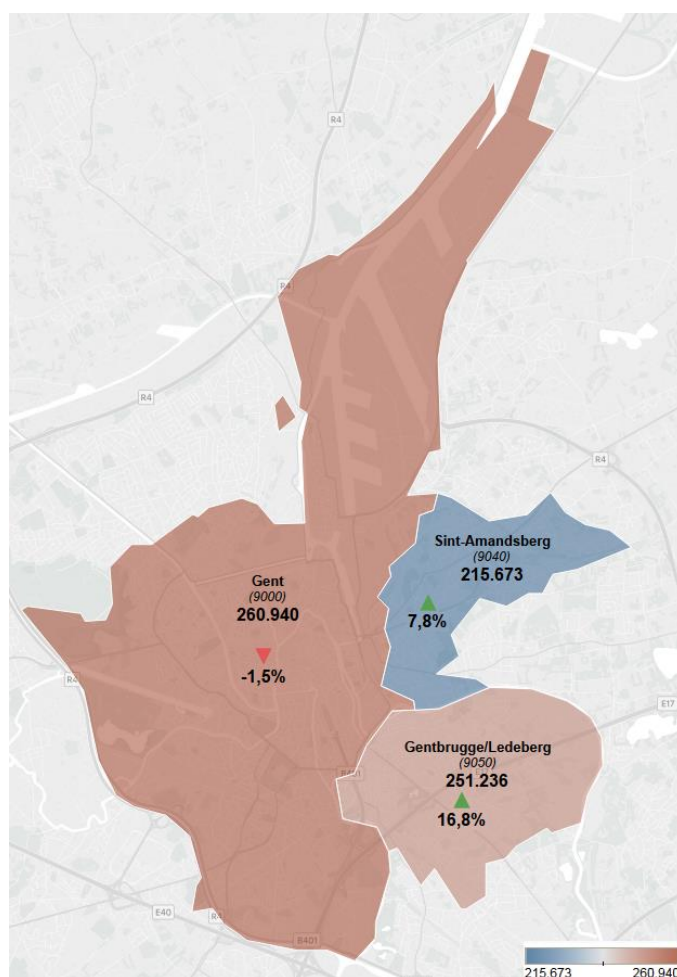 R4
R4
R4
R4
Sint-Amandsberg
(9040)
215.673
7,8%
Gent
(9000)
260.940
-1,5%
R4
E17
Gentbrugge/Ledeberg
(9050)
251.236
16,8%
E40
B401
215.673
260.940